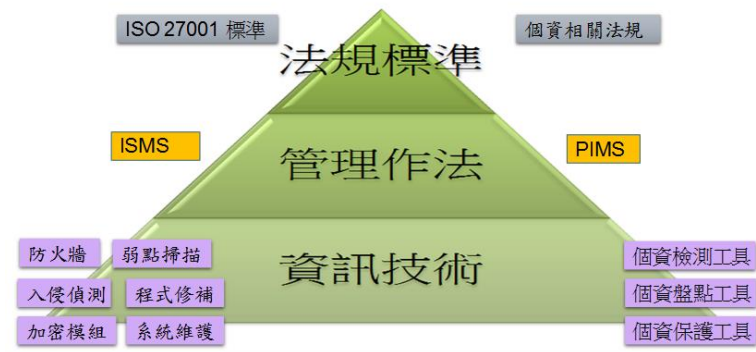 ISO 27001 標準
個資相關法規
法規標準
ISMS
PIMS
管理作法
防火牆
弱點掃描
資訊技術
個資檢測工具
入侵偵測
程式修補
個資盤點工具
加密模組
系統維護
個資保護工具